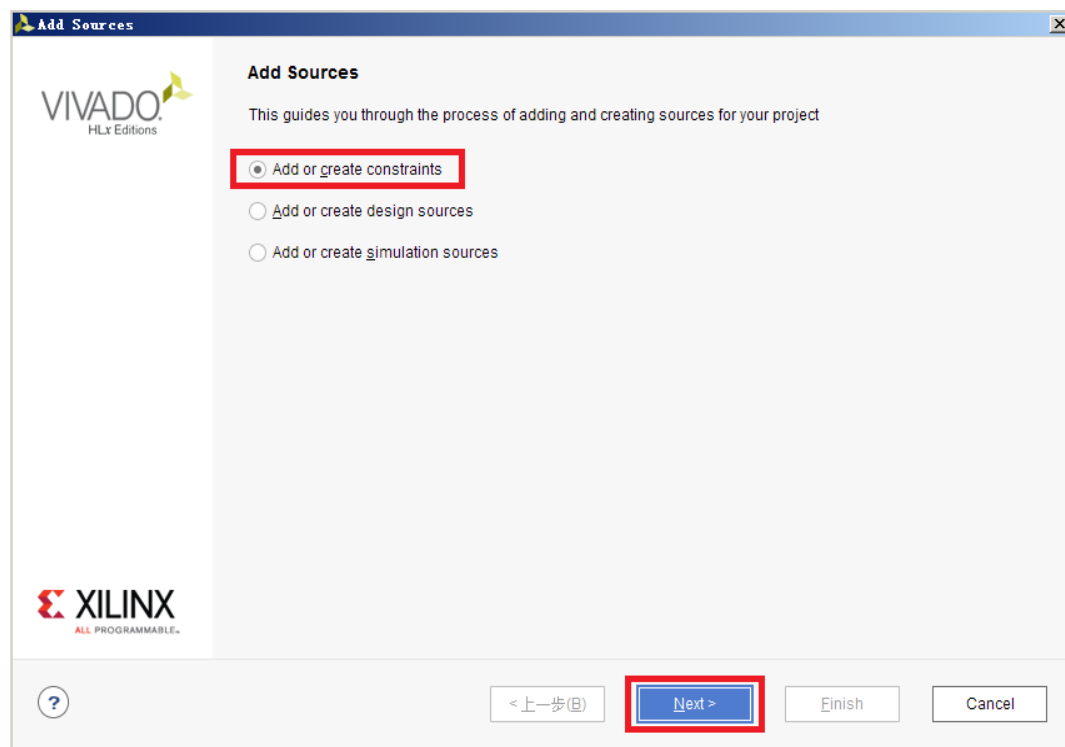 Add Sources
VIVADO.
HLx Editions
Add Sources
This guides you through the process of adding and creating sources for your project
Add or create constraints
Add or create design sources
Add or create simulation sources
XILINX
ALL PROGRAMMABLE™
?
<上一步(B)
Next >
Finish
Cancel